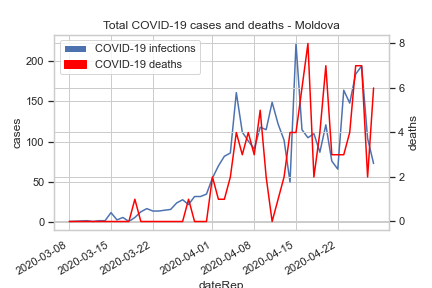 Total COVID-19 cases and deaths - Moldova
COVID-19 infections
COVID-19 deaths
cases
200
150
100
50
0
deaths
8
6
4
2
0
2020-03-08
2020-03-15
2020-03-22
2020-04-01
2020-04-08
2020-04-15
2020-04-22
dateRep